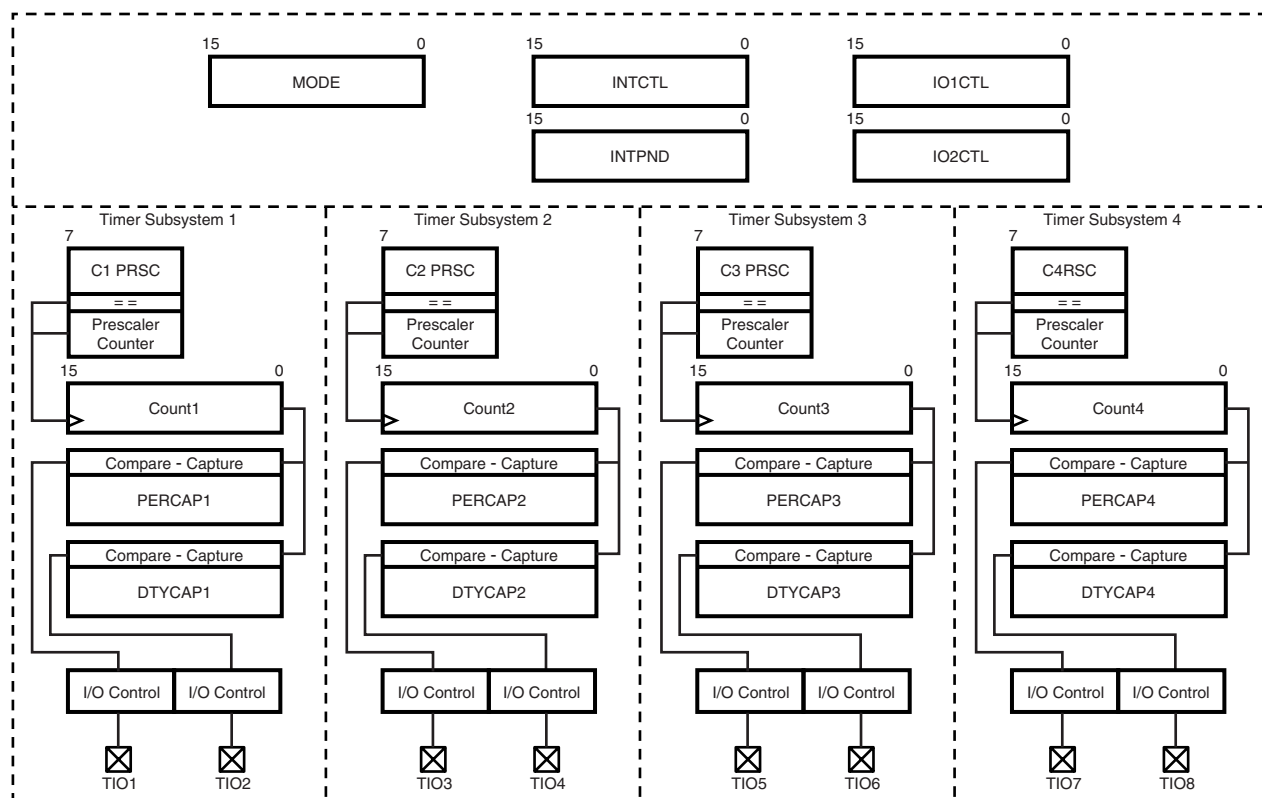 15 0 15 0 15 0
MODE INTCTL IO1CTL
15 0 15 0
INTPND IO2CTL
Timer Subsystem 1 Timer Subsystem 2 Timer Subsystem 3 Timer Subsystem 4
7 7 7 7
C1 PRSC C2 PRSC C3 PRSC C4RSC
= = = = = = = =
Prescaler Prescaler Prescaler Prescaler
Counter Counter Counter Counter
15 0 15 0 15 0 15 0
Count1 Count2 Count3 Count4
Compare - Capture Compare - Capture Compare - Capture Compare - Capture
PERCAP1 PERCAP2 PERCAP3 PERCAP4
Compare - Capture Compare - Capture Compare - Capture Compare - Capture
DTYCAP1 DTYCAP2 DTYCAP3 DTYCAP4
I/O Control I/O Control I/O Control I/O Control I/O Control I/O Control I/O Control I/O Control
TIO1 TIO2 TIO3 TIO4 TIO5 TIO6 TIO7 TIO8